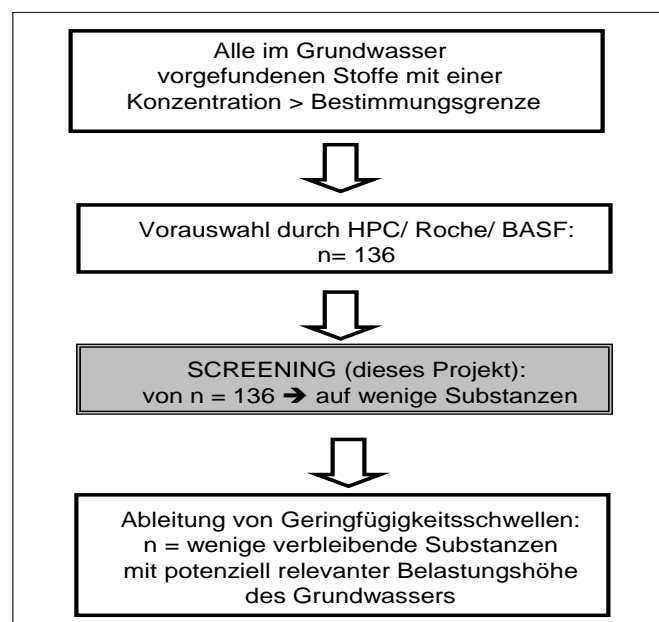 Alle im Grundwasser
vorgefundenen Stoffe mit einer
Konzentration > Bestimmungsgrenze
Vorauswahl durch HPC/ Roche/ BASF:
n= 136
SCREENING (dieses Projekt):
von n = 136 ➔ auf wenige Substanzen
Ableitung von Geringfügigkeitsschwellen:
n = wenige verbleibende Substanzen
mit potenziell relevanter Belastungshöhe
des Grundwassers